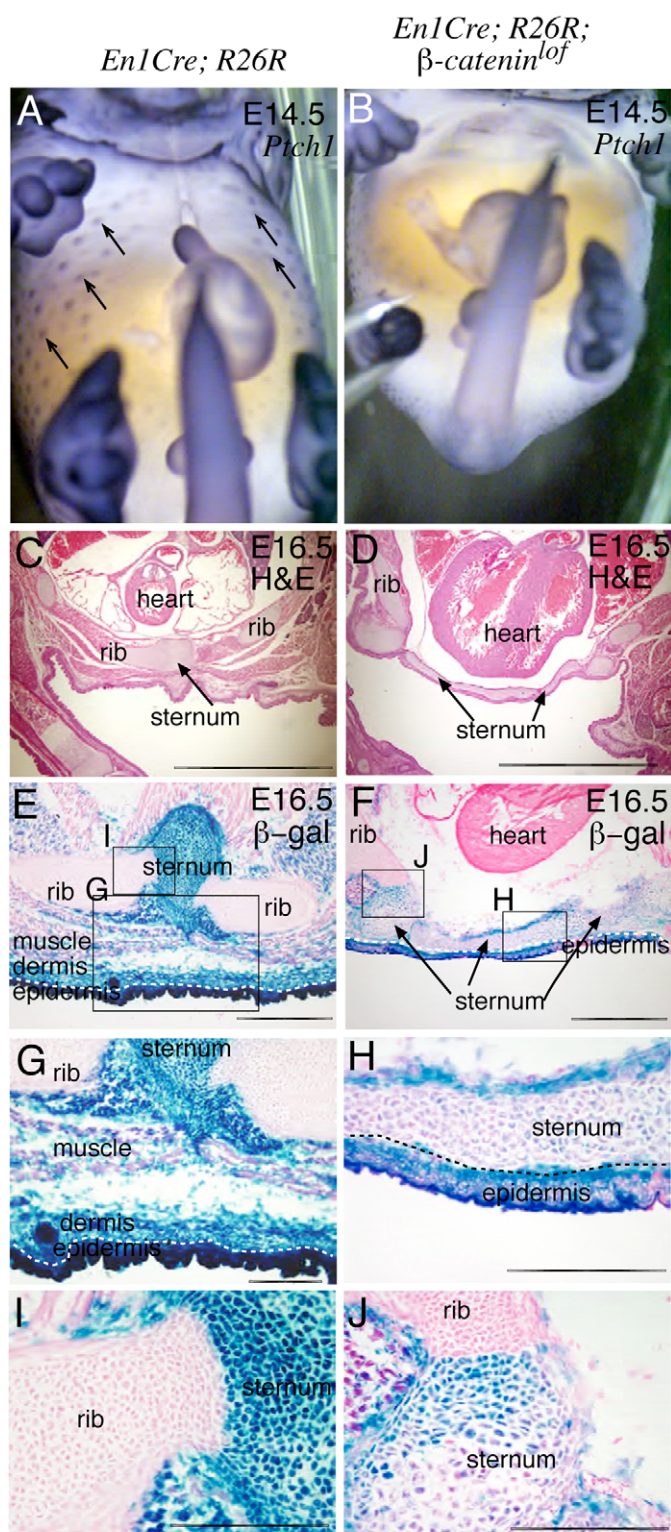 En1Cre; R26R
En1Cre; R26R;
β-catenin^lof
A
E14.5
Ptch1
B
E14.5
Ptch1
C
E16.5
H&E
heart
rib
rib
sternum
D
E16.5
H&E
rib
heart
sternum
E
E16.5
β-gal
I
sternum
rib
G
rib
muscle
dermis
epidermis
F
E16.5
β-gal
rib
heart
J
H
epidermis
sternum
G
sternum
rib
muscle
dermis
epidermis
H
sternum
epidermis
I
sternum
rib
J
rib
sternum